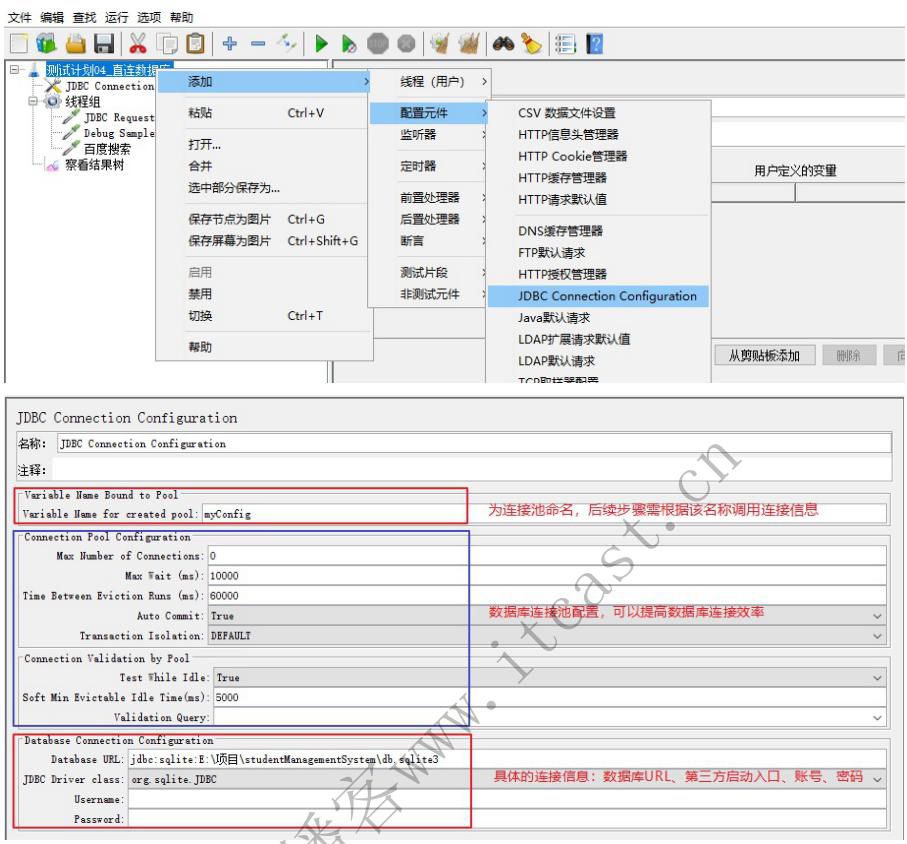 文件 编辑 查找 运行 选项 帮助
测试计划04_直连数据库
JDBC Connection
线程组
JDBC Request
Debug Sample
百度搜索
察看结果树
添加
粘贴 Ctrl+V
打开...
合并
选中部分保存为...
保存节点为图片 Ctrl+G
保存屏幕为图片 Ctrl+Shift+G
启用
禁用
切换 Ctrl+T
帮助
线程（用户）
配置元件
监听器
定时器
前置处理器
后置处理器
断言
测试片段
非测试元件
CSV 数据文件设置
HTTP信息头管理器
HTTP Cookie管理器
HTTP缓存管理器
HTTP请求默认值
DNS缓存管理器
FTP默认请求
HTTP授权管理器
JDBC Connection Configuration
Java默认请求
LDAP扩展请求默认值
LDAP默认请求
TCP取样器配置
用户定义的变量
从剪贴板添加 删除 向
JDBC Connection Configuration
名称: JDBC Connection Configuration
注释:
Variable Name Bound to Pool
Variable Name for created pool: myConfig
为连接池命名，后续步骤需根据该名称调用连接信息
Connection Pool Configuration
Max Number of Connections: 0
Max Wait (ms): 10000
Time Between Eviction Runs (ms): 60000
Auto Commit: True
数据库连接池配置，可以提高数据库连接效率
Transaction Isolation: DEFAULT
Connection Validation by Pool
Test While Idle: True
Soft Min Evictable Idle Time(ms): 5000
Validation Query:
Database Connection Configuration
Database URL: jdbc:sqlite:E:\项目\studentManagementSystem\db.sqlite3
JDBC Driver class: org.sqlite.JDBC
具体的连接信息：数据库URL、第三方启动入口、账号、密码
Username:
Password:
播客www.itcast.cn